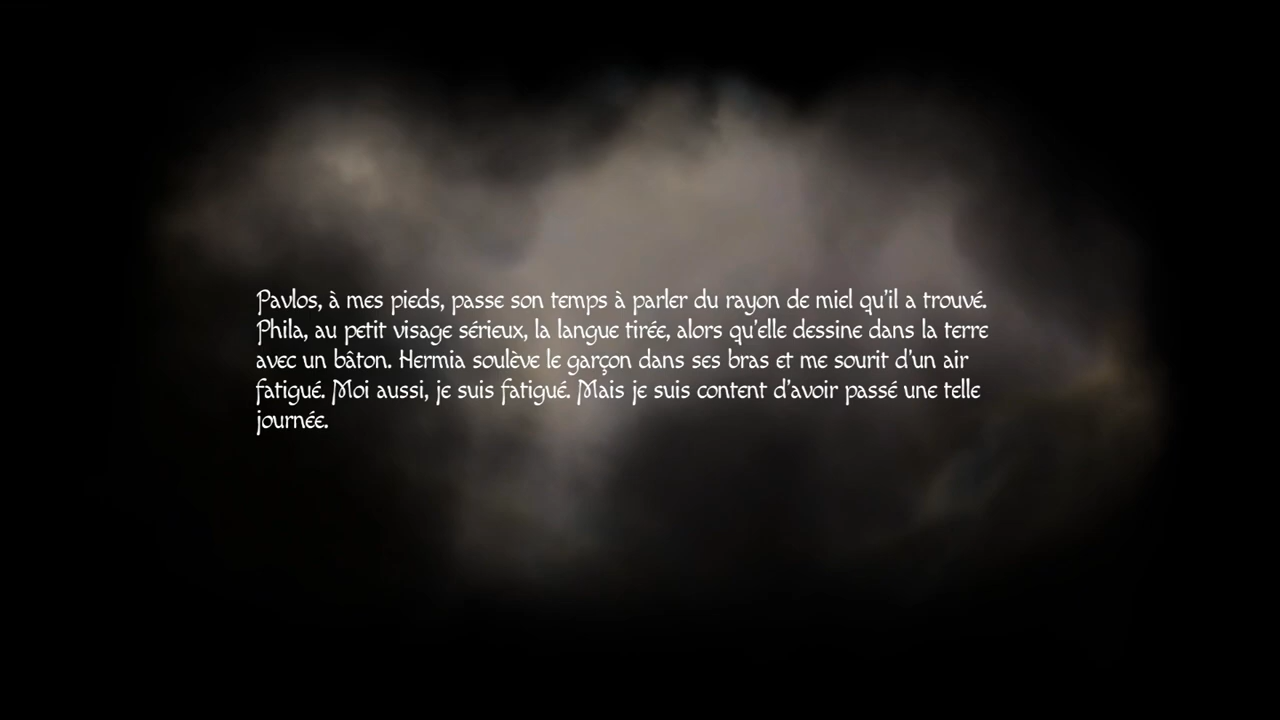 Pavlos, à mes pieds, passe son temps à parler du rayon de miel qu'il a trouvé.
Phila, au petit visage sérieux, la langue tirée, alors qu'elle dessine dans la terre
avec un bâton. Hermia soulève le garçon dans ses bras et me sourit d'un air
fatigué. Moi aussi, je suis fatigué. Mais je suis content d'avoir passé une telle
journée.